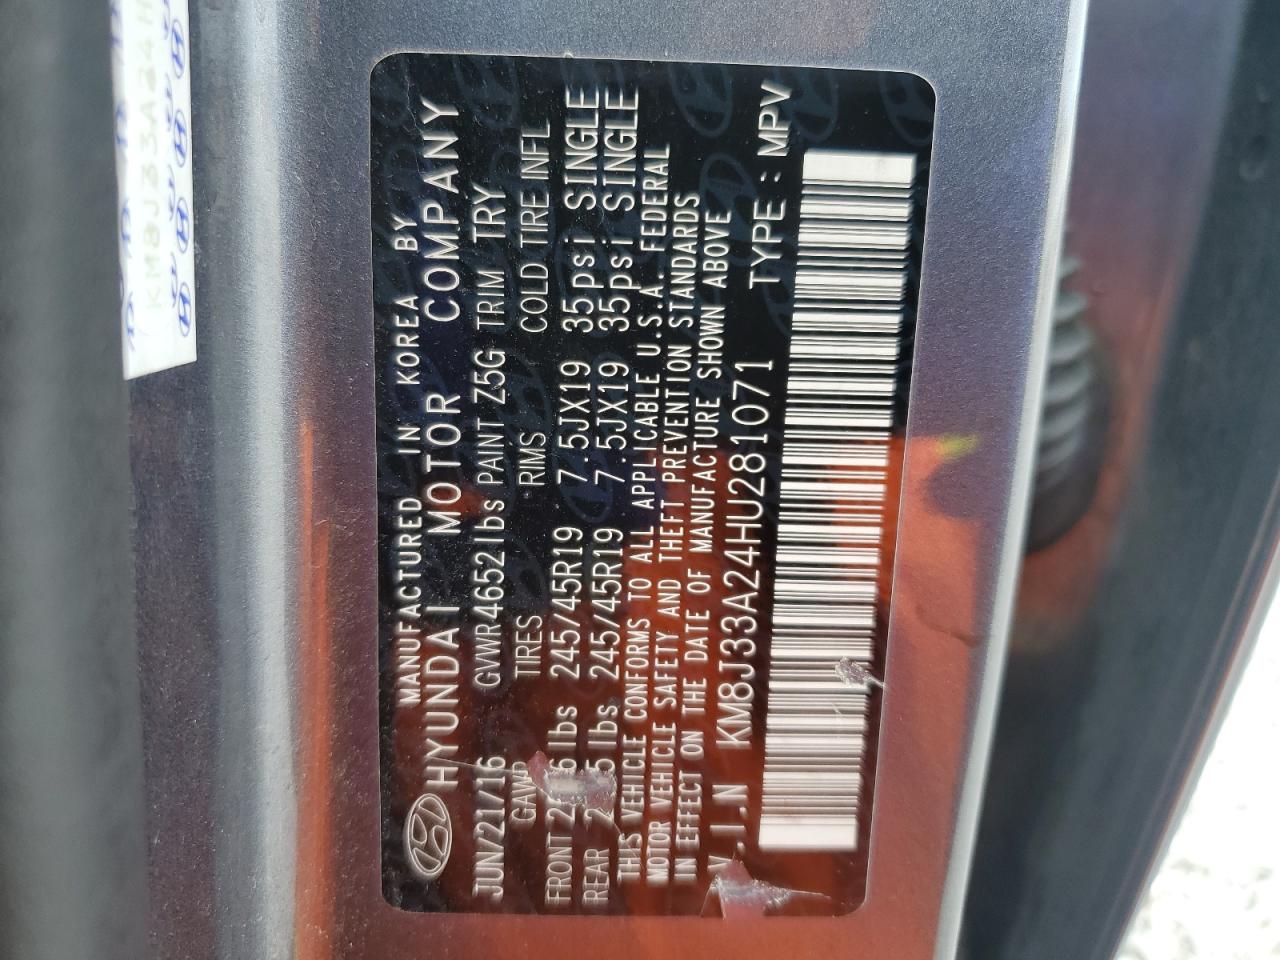 MANUFACTURED IN KOREA BY
HYUNDAI MOTOR COMPANY
JUN/21/16 GVWR 4652lbs PAINT Z5G TRIM TRY
GAWR TIRES RIMS COLD TIRE INFL
FRONT lbs 245/45R19 7.5JX19 35psi SINGLE
REAR lbs 245/45R19 7.5JX19 35psi SINGLE
THIS VEHICLE CONFORMS TO ALL APPLICABLE U.S.A. FEDERAL
MOTOR VEHICLE SAFETY AND THEFT PREVENTION STANDARDS
IN EFFECT ON THE DATE OF MANUFACTURE SHOWN ABOVE
V.I.N KM8J33A24HU281071 TYPE : MPV
KM8J33A24H